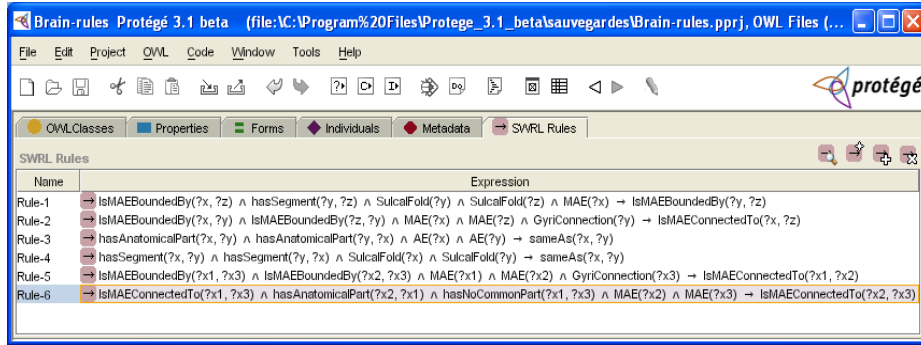 Brain-rules Protégé 3.1 beta (file:\C:\Program%20Files\Protege_3.1_beta\sauvegardes\Brain-rules.pprj, OWL Files (...
File Edit Project OWL Code Window Tools Help
protégé
OWLClasses Properties Forms Individuals Metadata → SWRL Rules
SWRL Rules
Name Expression
Rule-1 → IsMAEBoundedBy(?x, ?z) ∧ hasSegment(?y, ?z) ∧ SulcalFold(?y) ∧ SulcalFold(?z) ∧ MAE(?x) → IsMAEBoundedBy(?y, ?z)
Rule-2 → IsMAEBoundedBy(?x, ?y) ∧ IsMAEBoundedBy(?z, ?y) ∧ MAE(?x) ∧ MAE(?z) ∧ GyriConnection(?y) → IsMAEConnectedTo(?x, ?z)
Rule-3 → hasAnatomicalPart(?x, ?y) ∧ hasAnatomicalPart(?y, ?x) ∧ AE(?x) ∧ AE(?y) → sameAs(?x, ?y)
Rule-4 → hasSegment(?x, ?y) ∧ hasSegment(?y, ?x) ∧ SulcalFold(?x) ∧ SulcalFold(?y) → sameAs(?x, ?y)
Rule-5 → IsMAEBoundedBy(?x1, ?x3) ∧ IsMAEBoundedBy(?x2, ?x3) ∧ MAE(?x1) ∧ MAE(?x2) ∧ GyriConnection(?x3) → IsMAEConnectedTo(?x1, ?x2)
Rule-6 → IsMAEConnectedTo(?x1, ?x3) ∧ hasAnatomicalPart(?x2, ?x1) ∧ hasNoCommonPart(?x1, ?x3) ∧ MAE(?x2) ∧ MAE(?x3) → IsMAEConnectedTo(?x2, ?x3)